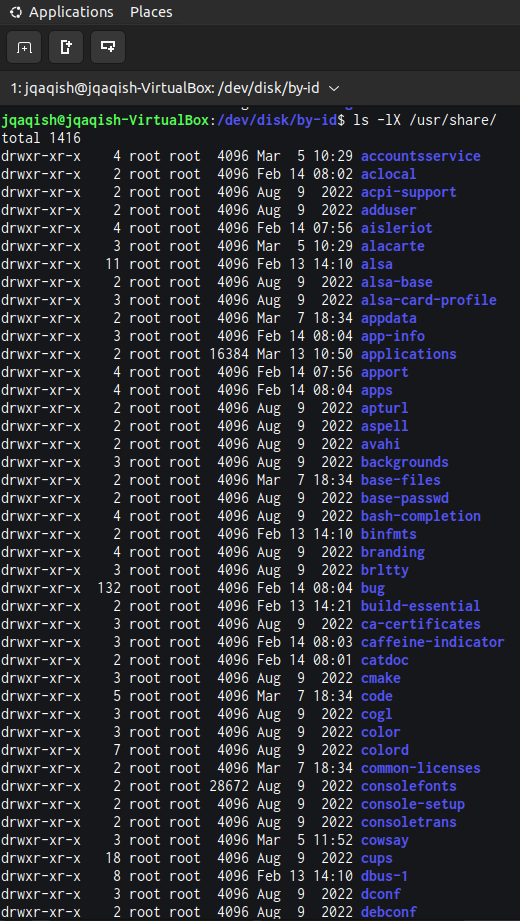 Applications Places
1: jqaqish@jqaqish-VirtualBox: /dev/disk/by-id
jqaqish@jqaqish-VirtualBox:/dev/disk/by-id$ ls -lX /usr/share/
total 1416
drwxr-xr-x 4 root root 4096 Mar 5 10:29 accountsservice
drwxr-xr-x 2 root root 4096 Feb 14 08:02 aclocal
drwxr-xr-x 2 root root 4096 Aug 9 2022 acpi-support
drwxr-xr-x 2 root root 4096 Aug 9 2022 adduser
drwxr-xr-x 4 root root 4096 Feb 14 07:56 aisleriot
drwxr-xr-x 3 root root 4096 Mar 5 10:29 alacarte
drwxr-xr-x 11 root root 4096 Feb 13 14:10 alsa
drwxr-xr-x 2 root root 4096 Aug 9 2022 alsa-base
drwxr-xr-x 3 root root 4096 Aug 9 2022 alsa-card-profile
drwxr-xr-x 2 root root 4096 Mar 7 18:34 appdata
drwxr-xr-x 3 root root 4096 Feb 14 08:04 app-info
drwxr-xr-x 2 root root 16384 Mar 13 10:50 applications
drwxr-xr-x 4 root root 4096 Feb 14 07:56 apport
drwxr-xr-x 4 root root 4096 Feb 14 08:04 apps
drwxr-xr-x 2 root root 4096 Aug 9 2022 apturl
drwxr-xr-x 2 root root 4096 Aug 9 2022 aspell
drwxr-xr-x 2 root root 4096 Aug 9 2022 avahi
drwxr-xr-x 3 root root 4096 Aug 9 2022 backgrounds
drwxr-xr-x 2 root root 4096 Mar 7 18:34 base-files
drwxr-xr-x 2 root root 4096 Aug 9 2022 base-passwd
drwxr-xr-x 4 root root 4096 Aug 9 2022 bash-completion
drwxr-xr-x 2 root root 4096 Feb 13 14:10 binfmts
drwxr-xr-x 4 root root 4096 Aug 9 2022 branding
drwxr-xr-x 3 root root 4096 Aug 9 2022 brltty
drwxr-xr-x 132 root root 4096 Feb 14 08:04 bug
drwxr-xr-x 2 root root 4096 Feb 13 14:21 build-essential
drwxr-xr-x 3 root root 4096 Aug 9 2022 ca-certificates
drwxr-xr-x 3 root root 4096 Feb 14 08:03 caffeine-indicator
drwxr-xr-x 2 root root 4096 Feb 14 08:01 catdoc
drwxr-xr-x 3 root root 4096 Aug 9 2022 cmake
drwxr-xr-x 5 root root 4096 Mar 7 18:34 code
drwxr-xr-x 3 root root 4096 Aug 9 2022 cogl
drwxr-xr-x 3 root root 4096 Aug 9 2022 color
drwxr-xr-x 7 root root 4096 Aug 9 2022 colord
drwxr-xr-x 2 root root 4096 Mar 7 18:34 common-licenses
drwxr-xr-x 2 root root 28672 Aug 9 2022 consolefonts
drwxr-xr-x 2 root root 4096 Aug 9 2022 console-setup
drwxr-xr-x 2 root root 4096 Aug 9 2022 consoletrans
drwxr-xr-x 3 root root 4096 Mar 5 11:52 cowsay
drwxr-xr-x 18 root root 4096 Aug 9 2022 cups
drwxr-xr-x 8 root root 4096 Feb 13 14:10 dbus-1
drwxr-xr-x 3 root root 4096 Aug 9 2022 dconf
drwxr-xr-x 2 root root 4096 Aug 9 2022 debconf